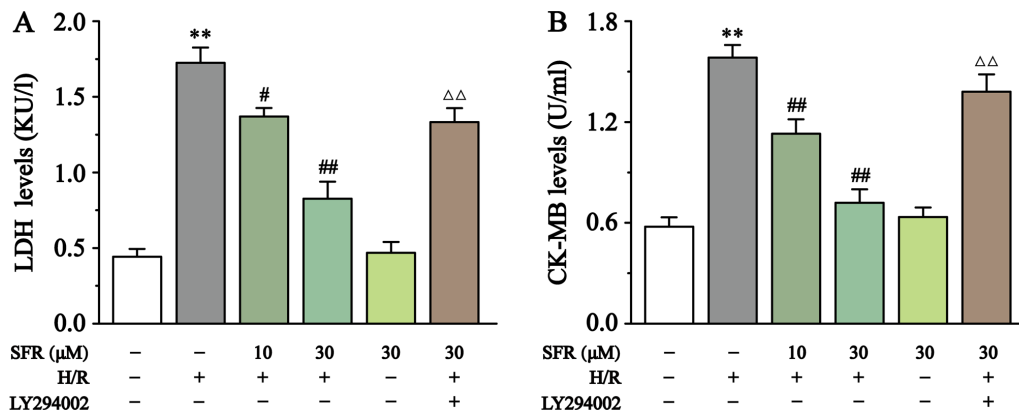 A
B
LDH levels (KU/l)
2.0
1.5
1.0
0.5
0.0
**
#
##
△△
CK-MB levels (U/ml)
1.8
1.2
0.6
0.0
**
##
##
△△
SFR (µM) – – 10 30 30 30
H/R – + + + – +
LY294002 – – – – – +
SFR (µM) – – 10 30 30 30
H/R – + + + – +
LY294002 – – – – – +